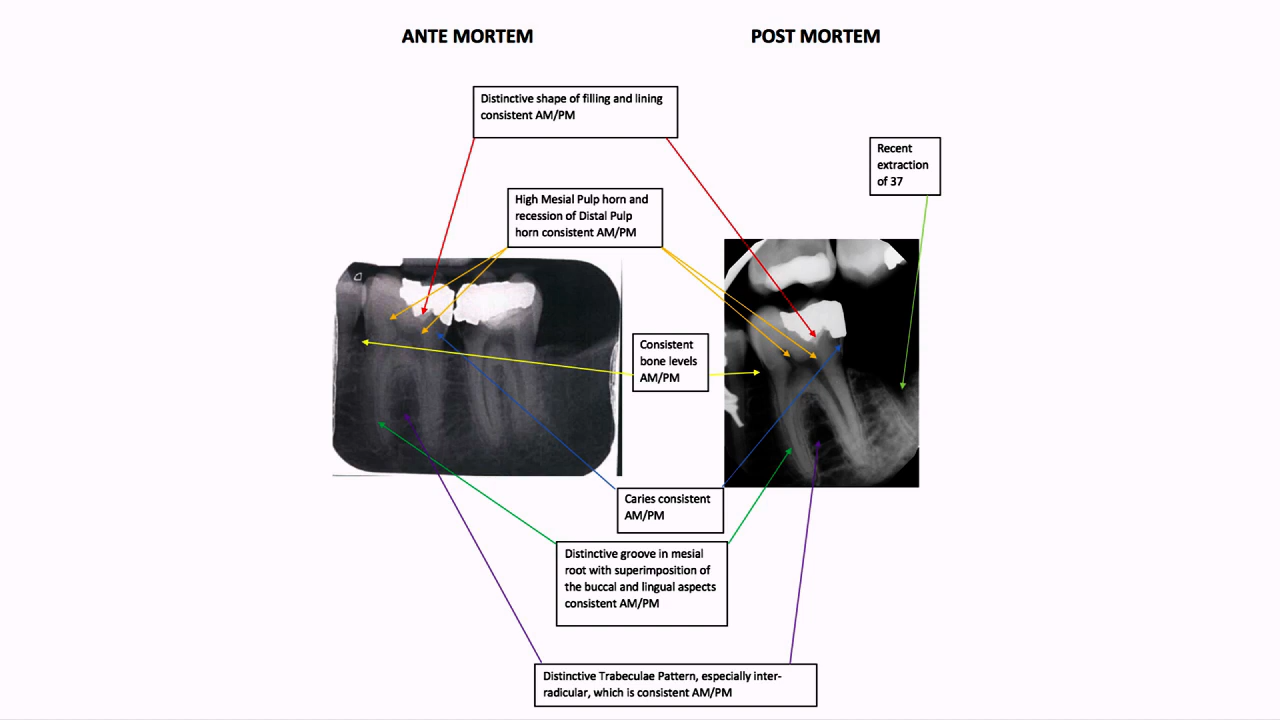 ANTE MORTEM
POST MORTEM
Distinctive shape of filling and lining
consistent AM/PM
Recent
extraction
of 37
High Mesial Pulp horn and
recession of Distal Pulp
horn consistent AM/PM
Consistent
bone levels
AM/PM
Caries consistent
AM/PM
Distinctive groove in mesial
root with superimposition of
the buccal and lingual aspects
consistent AM/PM
Distinctive Trabeculae Pattern, especially inter-
radicular, which is consistent AM/PM